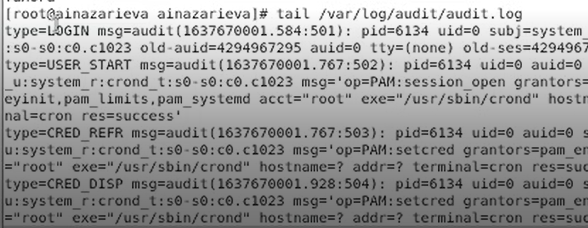 [root@ainazarieva ainazarieva]# tail /var/log/audit/audit.log
type=LOGIN msg=audit(1637670001.584:501): pid=6134 uid=0 subj=system_
:s0-s0:c0.c1023 old-auid=4294967295 auid=0 tty=(none) old-ses=4294967
type=USER_START msg=audit(1637670001.767:502): pid=6134 uid=0 auid=0
_u:system_r:crond_t:s0-s0:c0.c1023 msg='op=PAM:session_open grantors=
eyinit,pam_limits,pam_systemd acct="root" exe="/usr/sbin/crond" hostn
nal=cron res=success'
type=CRED_REFR msg=audit(1637670001.767:503): pid=6134 uid=0 auid=0 s
u:system_r:crond_t:s0-s0:c0.c1023 msg='op=PAM:setcred grantors=pam_en
="root" exe="/usr/sbin/crond" hostname=? addr=? terminal=cron res=suc
type=CRED_DISP msg=audit(1637670001.928:504): pid=6134 uid=0 auid=0 s
u:system_r:crond_t:s0-s0:c0.c1023 msg='op=PAM:setcred grantors=pam_en
="root" exe="/usr/sbin/crond" hostname=? addr=? terminal=cron res=suc